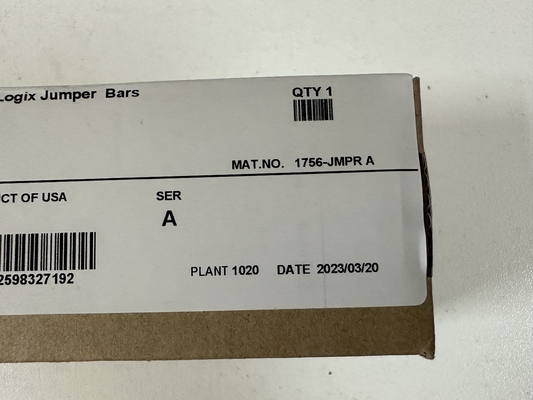 Logix Jumper Bars
QTY 1
MAT.NO. 1756-JMPR A
CT OF USA
SER
A
2598327192
PLANT 1020 DATE 2023/03/20